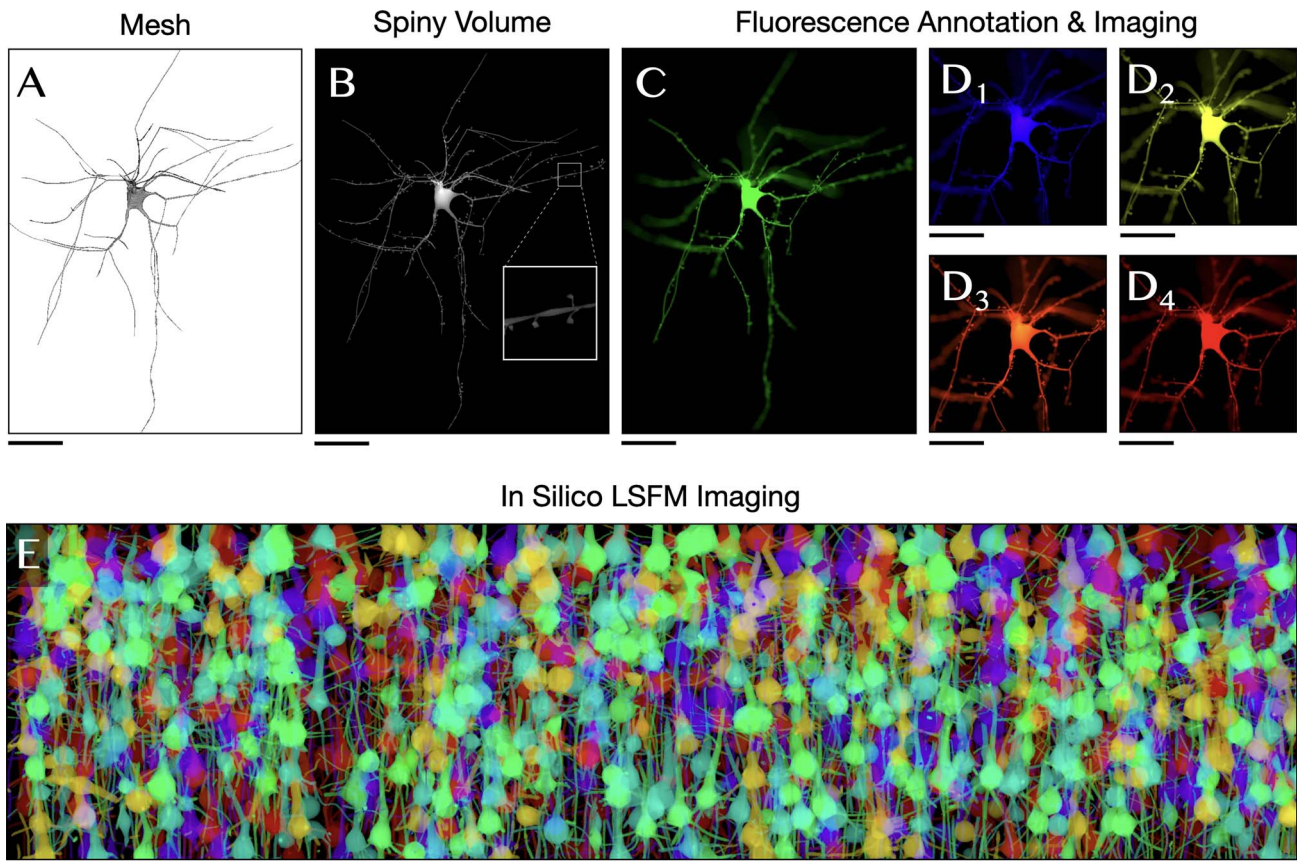 Mesh
Spiny Volume
Fluorescence Annotation & Imaging
A
B
C
D1
D2
D3
D4
In Silico LSFM Imaging
E